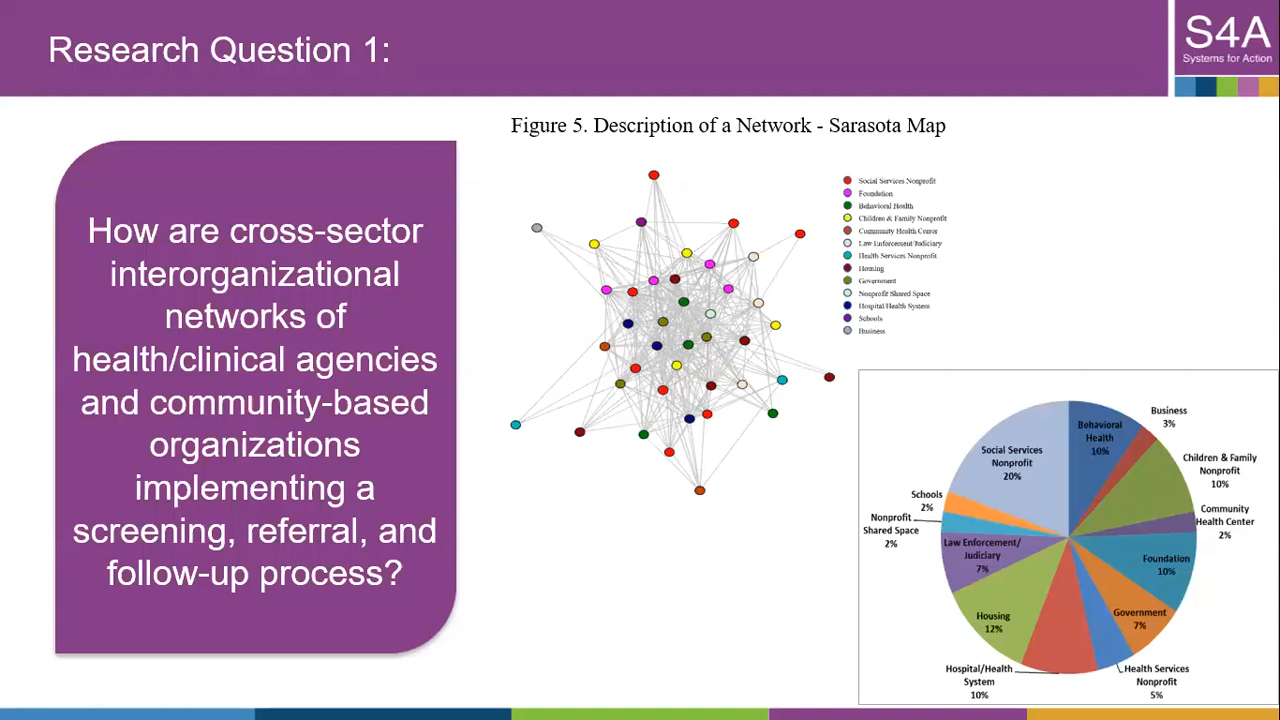 Research Question 1:
S4A
Systems for Action
How are cross-sector
interorganizational
networks of
health/clinical agencies
and community-based
organizations
implementing a
screening, referral, and
follow-up process?
Figure 5. Description of a Network - Sarasota Map
Social Services Nonprofit
Foundation
Behavioral Health
Children & Family Nonprofit
Community Health Center
Law Enforcement/Judiciary
Health Services Nonprofit
Housing
Government
Nonprofit Shared Space
Hospital/Health System
Schools
Business
Behavioral
Health
10%
Business
3%
Children & Family
Nonprofit
10%
Community
Health Center
2%
Foundation
10%
Government
7%
Health Services
Nonprofit
5%
Hospital/Health
System
10%
Housing
12%
Law Enforcement/
Judiciary
7%
Nonprofit
Shared Space
2%
Schools
2%
Social Services
Nonprofit
20%